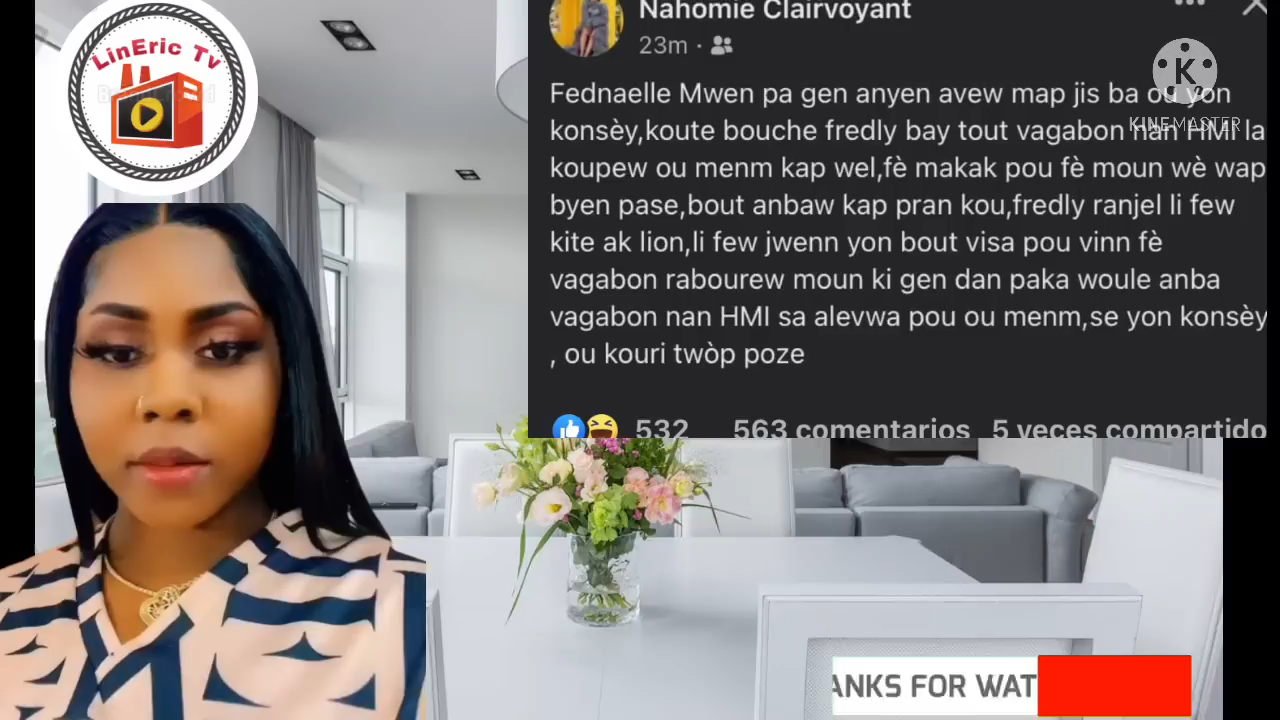 LinEric Tv
Nahomie Clairvoyant
23m ·
Fednaelle Mwen pa gen anyen avew map jis ba ou yon
konsèy,koute bouche fredly bay tout vagabon nan HMI la
koupew ou menm kap wel,fè makak pou fè moun wè wap
byen pase,bout anbaw kap pran kou,fredly ranjel li few
kite ak lion,li few jwenn yon bout visa pou vinn fè
vagabon rabourew moun ki gen dan paka woule anba
vagabon nan HMI sa alevwa pou ou menm,se yon konsèy
, ou kouri twòp poze
532 563 comentarios 5 veces compartido
K
KINEMASTER
ANKS FOR WAT